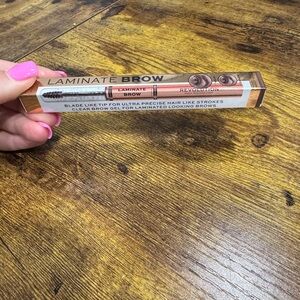 LAMINATE BROW
LAMINATE
BROW
REVOLUTION
BLADE LIKE TIP FOR ULTRA PRECISE HAIR LIKE STROKES
CLEAR BROW GEL FOR LAMINATED LOOKING BROWS